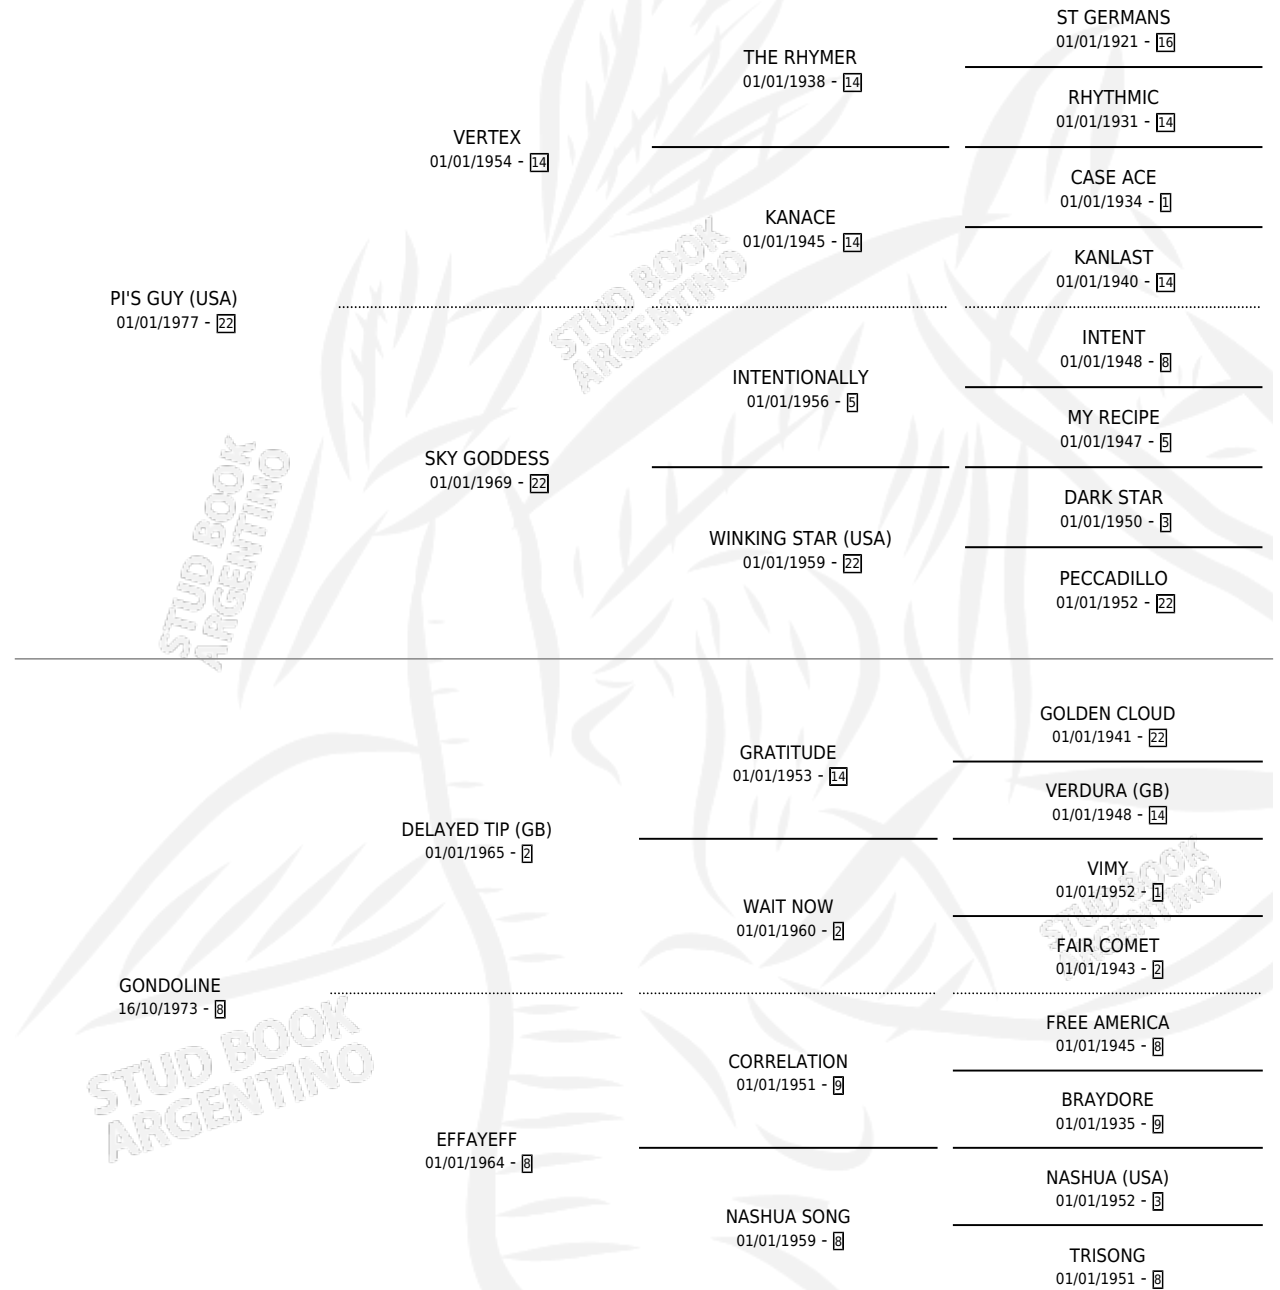 ST GERMANS
01/01/1921 - 16
THE RHYMER
01/01/1938 - 14
RHYTHMIC
01/01/1931 - 14
VERTEX
01/01/1954 - 14
CASE ACE
01/01/1934 - 1
KANACE
01/01/1945 - 14
KANLAST
01/01/1940 - 14
PI'S GUY (USA)
01/01/1977 - 22
INTENT
01/01/1948 - 8
INTENTIONALLY
01/01/1956 - 5
MY RECIPE
01/01/1947 - 5
SKY GODDESS
01/01/1969 - 22
DARK STAR
01/01/1950 - 3
WINKING STAR (USA)
01/01/1959 - 22
PECCADILLO
01/01/1952 - 22
GOLDEN CLOUD
01/01/1941 - 22
GRATITUDE
01/01/1953 - 14
VERDURA (GB)
01/01/1948 - 14
DELAYED TIP (GB)
01/01/1965 - 2
VIMY
01/01/1952 - 1
WAIT NOW
01/01/1960 - 2
FAIR COMET
01/01/1943 - 2
GONDOLINE
16/10/1973 - 8
FREE AMERICA
01/01/1945 - 8
CORRELATION
01/01/1951 - 9
BRAYDORE
01/01/1935 - 9
EFFAYEFF
01/01/1964 - 8
NASHUA (USA)
01/01/1952 - 3
NASHUA SONG
01/01/1959 - 8
TRISONG
01/01/1951 - 8
STUD BOOK
ARGENTINO
STUD BOOK
ARGENTINO
STUD BOOK
ARGENTINO
STUD BOOK
ARGENTINO